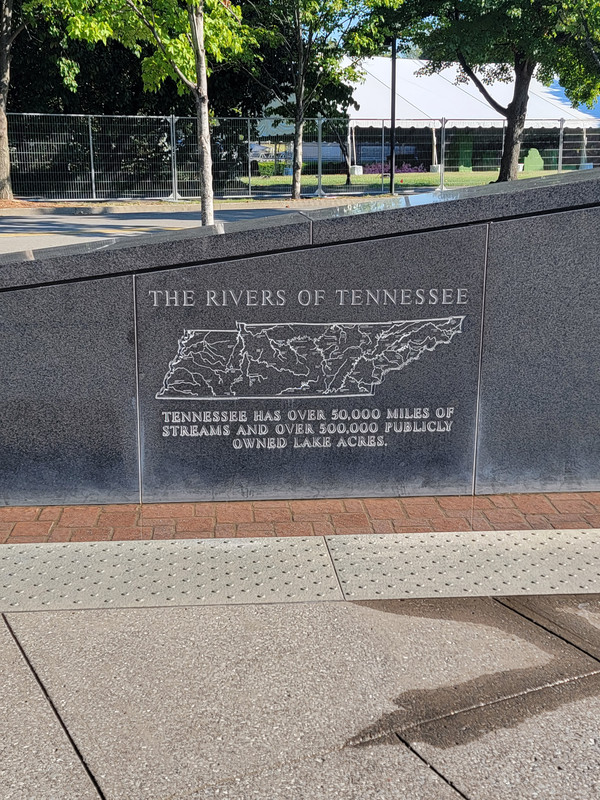 THE RIVERS OF TENNESSEE
TENNESSEE HAS OVER 50,000 MILES OF
STREAMS AND OVER 500,000 PUBLICLY
OWNED LAKE ACRES.